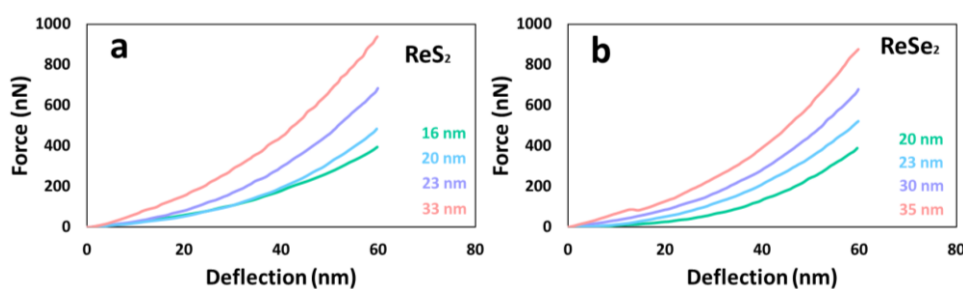 a
ReS₂
Force (nN)
1000
800
600
400
200
0
16 nm
20 nm
23 nm
33 nm
0 20 40 60 80
Deflection (nm)
b
ReSe₂
Force (nN)
1000
800
600
400
200
0
20 nm
23 nm
30 nm
35 nm
0 20 40 60 80
Deflection (nm)